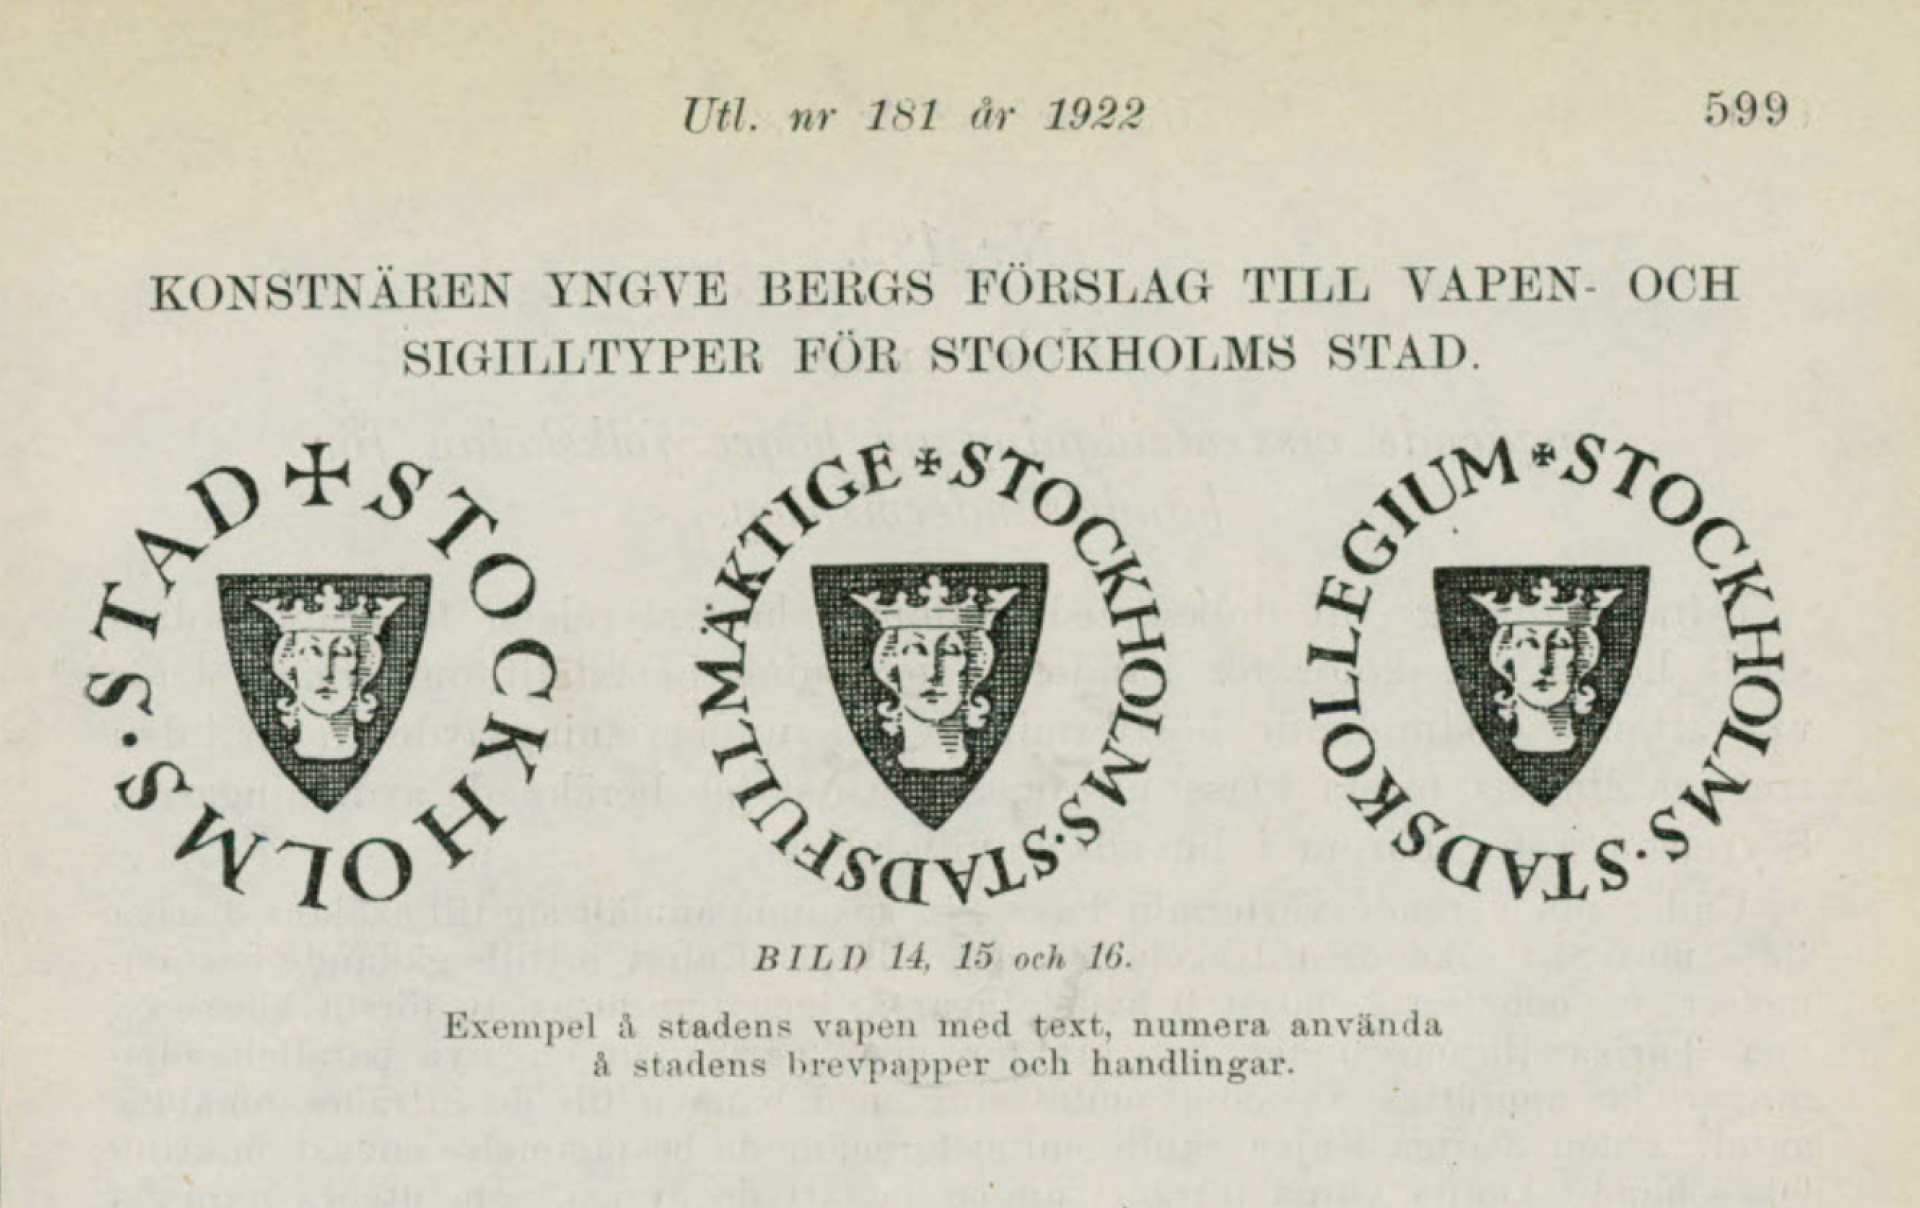 Utl. nr 181 år 1922
599
KONSTNÄREN YNGVE BERGS FÖRSLAG TILL VAPEN- OCH
SIGILLTYPER FÖR STOCKHOLMS STAD.
✠ STOCKHOLMS · STAD
✠ STOCKHOLMS · STADSFULLMÄKTIGE
✠ STOCKHOLMS · STADSKOLLEGIUM
BILD 14, 15 och 16.
Exempel å stadens vapen med text, numera använda
å stadens brevpapper och handlingar.